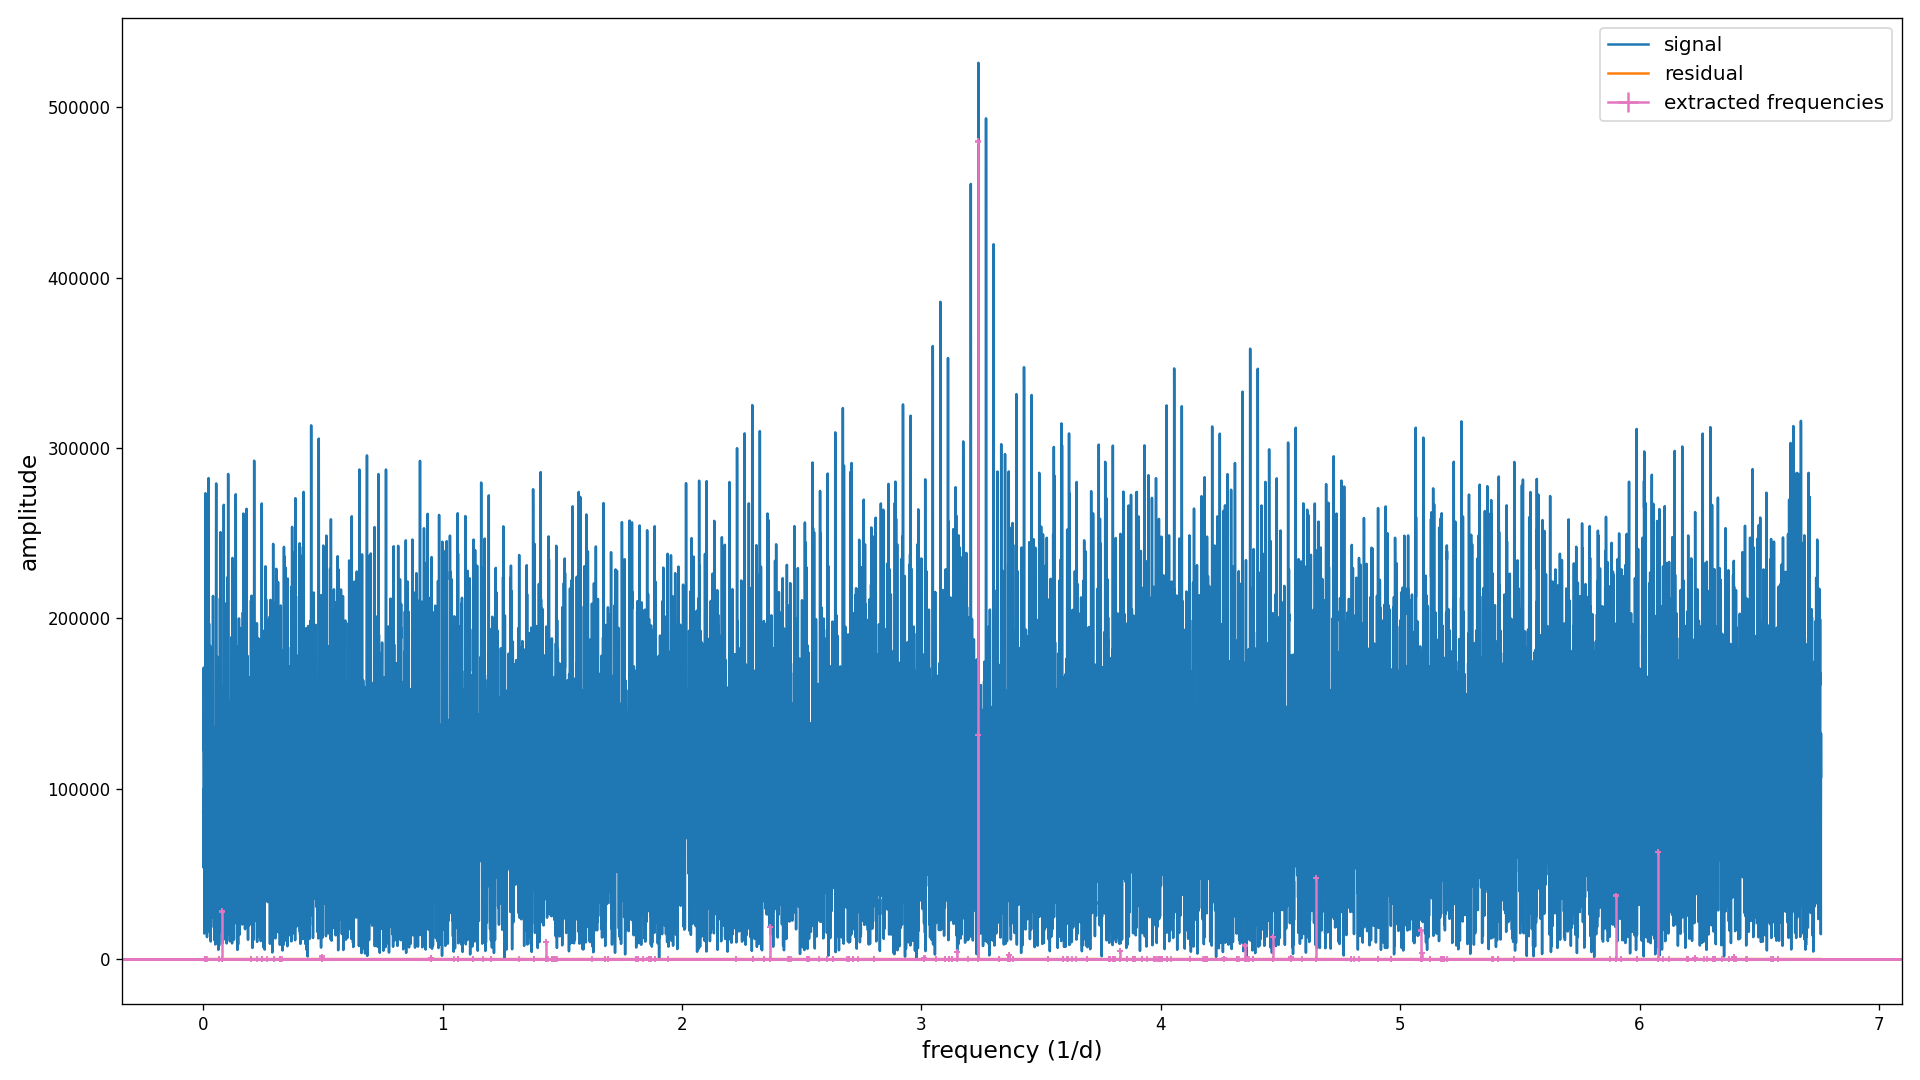 signal
residual
extracted frequencies
500000
400000
300000
200000
100000
0
amplitude
0 1 2 3 4 5 6 7
frequency (1/d)